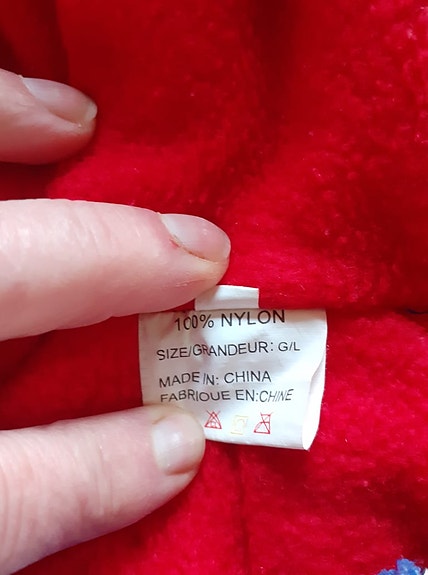 100% NYLON
SIZE/GRANDEUR: G/L
MADE IN: CHINA
FABRIQUE EN:CHINE